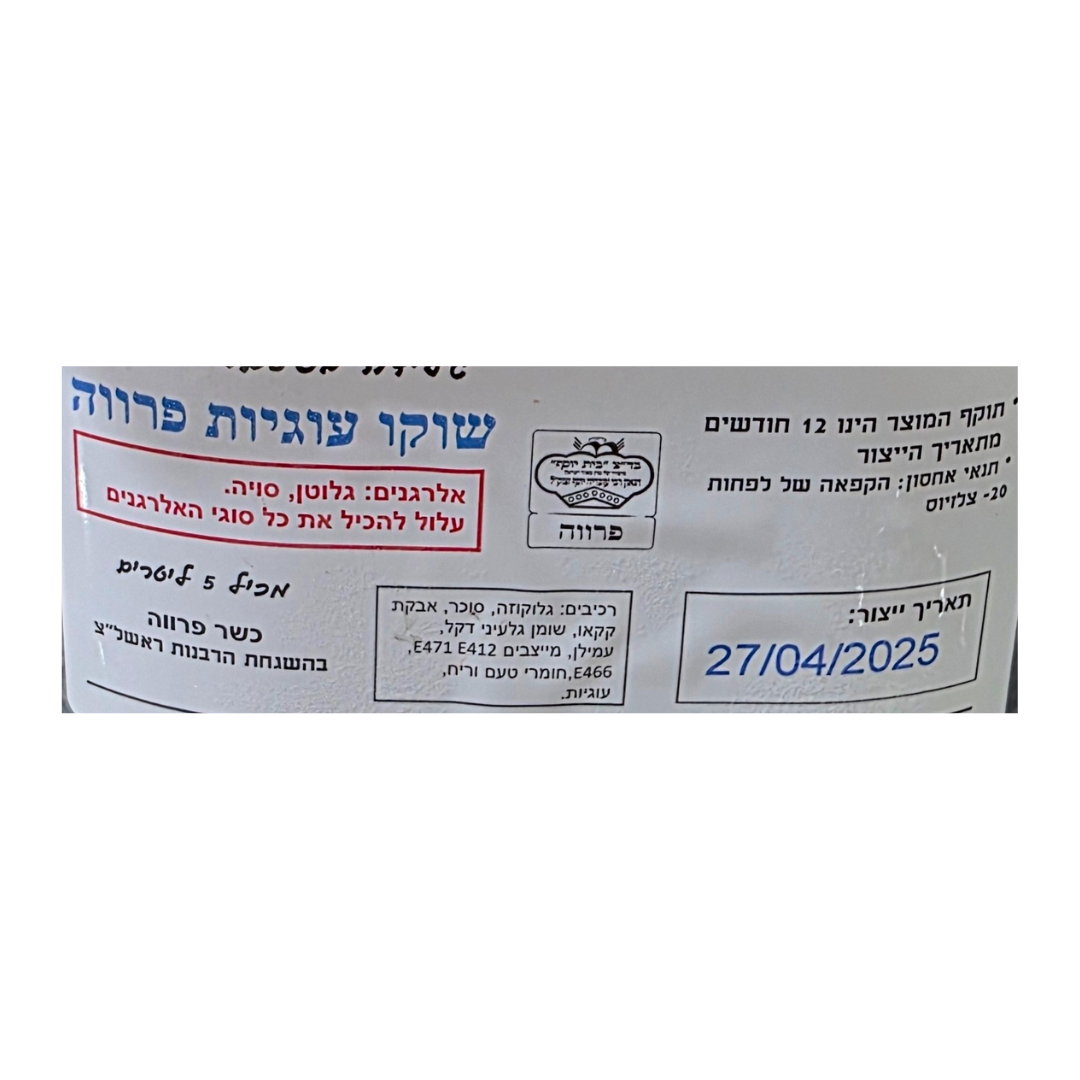 שוקו עוגיות פרווה
אלרגנים: גלוטן, סויה.
עלול להכיל את כל סוגי האלרגנים
מכיל 5 ליטרים
כשר פרווה
בהשגחת הרבנות ראשל"צ
בד"צ "בית יוסף"
פרווה
רכיבים: גלוקוזה, סוכר, אבקת
קקאו, שומן גלעיני דקל,
עמילן, מייצבים E471 E412,
E466,חומרי טעם וריח,
עוגיות.
• תוקף המוצר הינו 12 חודשים
מתאריך הייצור
• תנאי אחסון: הקפאה של לפחות
20- צלזיוס
תאריך ייצור:
27/04/2025